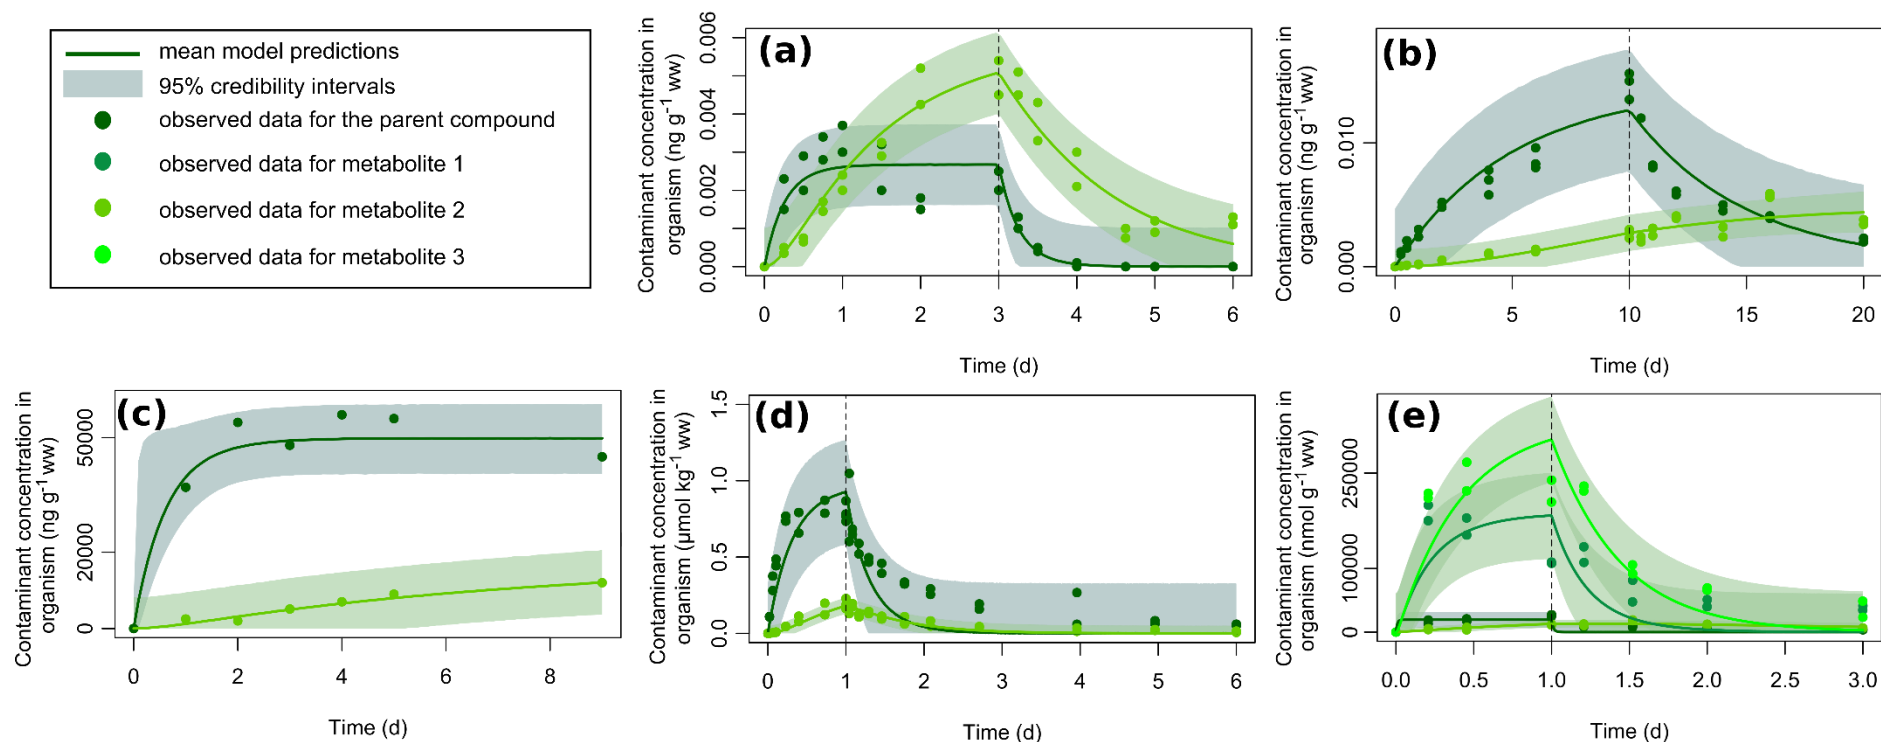 mean model predictions
95% credibility intervals
observed data for the parent compound
observed data for metabolite 1
observed data for metabolite 2
observed data for metabolite 3
(a)
Contaminant concentration in
organism (ng g⁻¹ ww)
0.000
0.002
0.004
0.006
0 1 2 3 4 5 6
Time (d)
(b)
Contaminant concentration in
organism (ng g⁻¹ ww)
0.000
0.010
0 5 10 15 20
Time (d)
(c)
Contaminant concentration in
organism (ng g⁻¹ ww)
0
20000
50000
0 2 4 6 8
Time (d)
(d)
Contaminant concentration in
organism (µmol kg⁻¹ ww)
0.0
0.5
1.0
1.5
0 1 2 3 4 5 6
Time (d)
(e)
Contaminant concentration in
organism (nmol g⁻¹ ww)
0
100000
250000
0.0 0.5 1.0 1.5 2.0 2.5 3.0
Time (d)